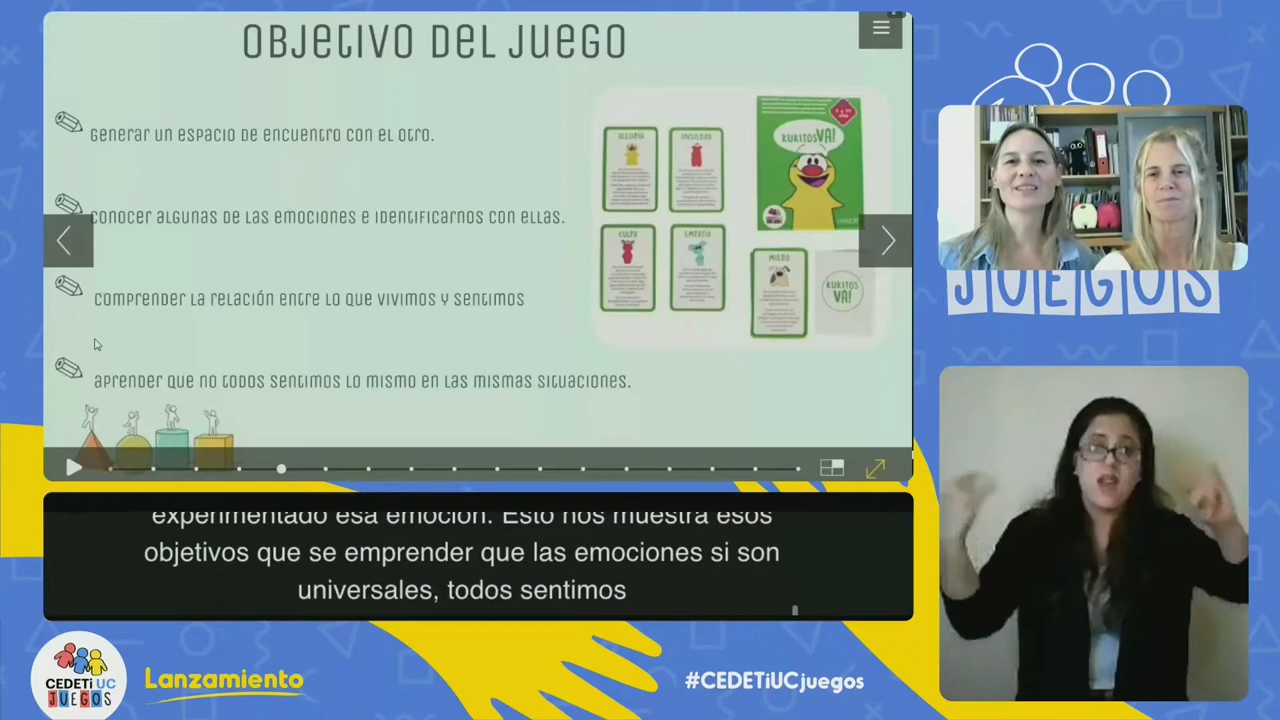 OBJETIVO DEL JUEGO
GENERAR UN ESPACIO DE ENCUENTRO CON EL OTRO.
CONOCER ALGUNAS DE LAS EMOCIONES E IDENTIFICARNOS CON ELLAS.
COMPRENDER LA RELACIÓN ENTRE LO QUE VIVIMOS Y SENTIMOS
APRENDER QUE NO TODOS SENTIMOS LO MISMO EN LAS MISMAS SITUACIONES.
ALEGRÍA
ANSIEDAD
KUKITOS VA!
CULPA
EMPATÍA
MIEDO
KUKITOS
VA!
JUEGOS
experimentado esa emoción. Esto nos muestra esos
objetivos que se emprender que las emociones si son
universales, todos sentimos
CEDETi UC
JUEGOS
Lanzamiento
#CEDETiUCjuegos